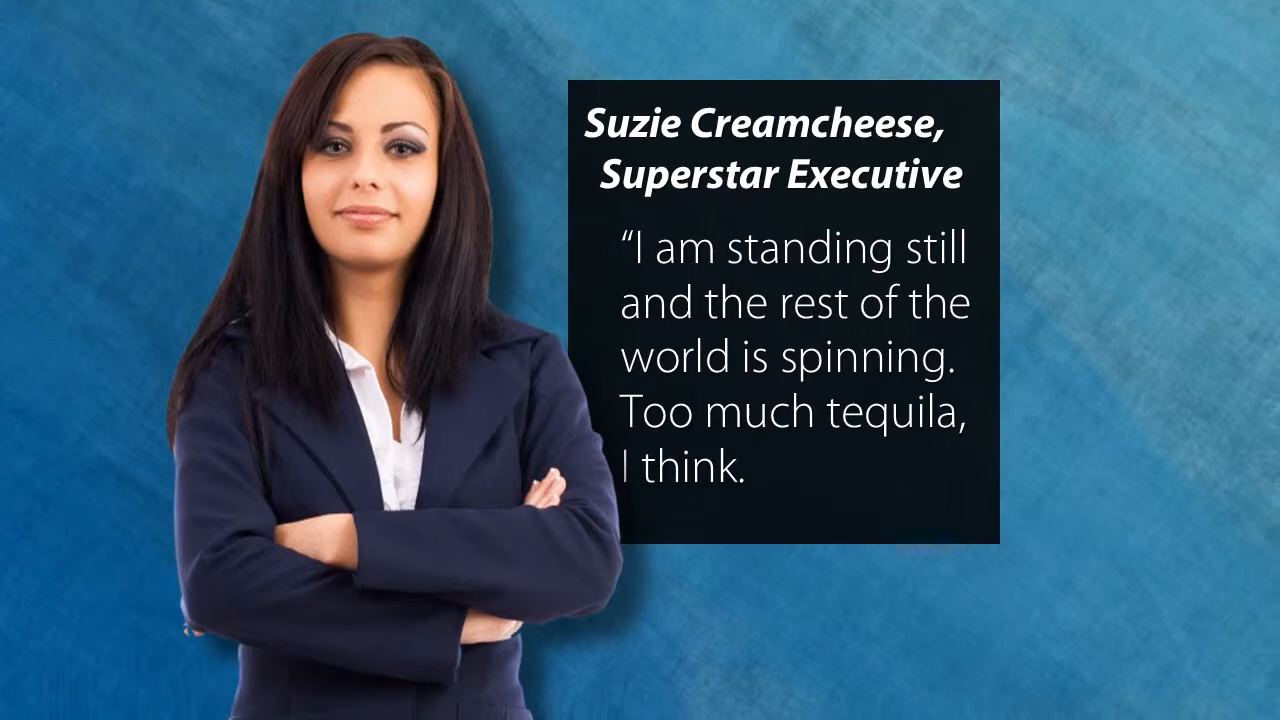 Suzie Creamcheese,
Superstar Executive
“I am standing still
and the rest of the
world is spinning.
Too much tequila,
I think.